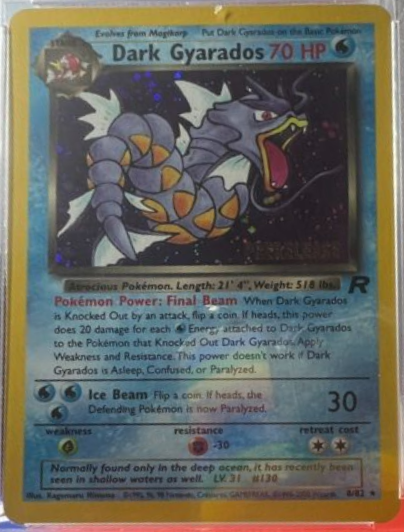 Evolves from Magikarp Put Dark Gyarados on the Basic Pokémon
Dark Gyarados 70 HP
PRERELEASE
Atrocious Pokémon. Length: 21' 4", Weight: 518 lbs.
R
Pokémon Power: Final Beam When Dark Gyarados
is Knocked Out by an attack, flip a coin. If heads, this power
does 20 damage for each Energy attached to Dark Gyarados
to the Pokémon that Knocked Out Dark Gyarados. Apply
Weakness and Resistance. This power doesn't work if Dark
Gyarados is Asleep, Confused, or Paralyzed.
Ice Beam Flip a coin. If heads, the
Defending Pokémon is now Paralyzed. 30
weakness resistance retreat cost
-30
Normally found only in the deep ocean, it has recently been
seen in shallow waters as well. LV. 31 #130
Illus. Kagemaru Himeno 8/82